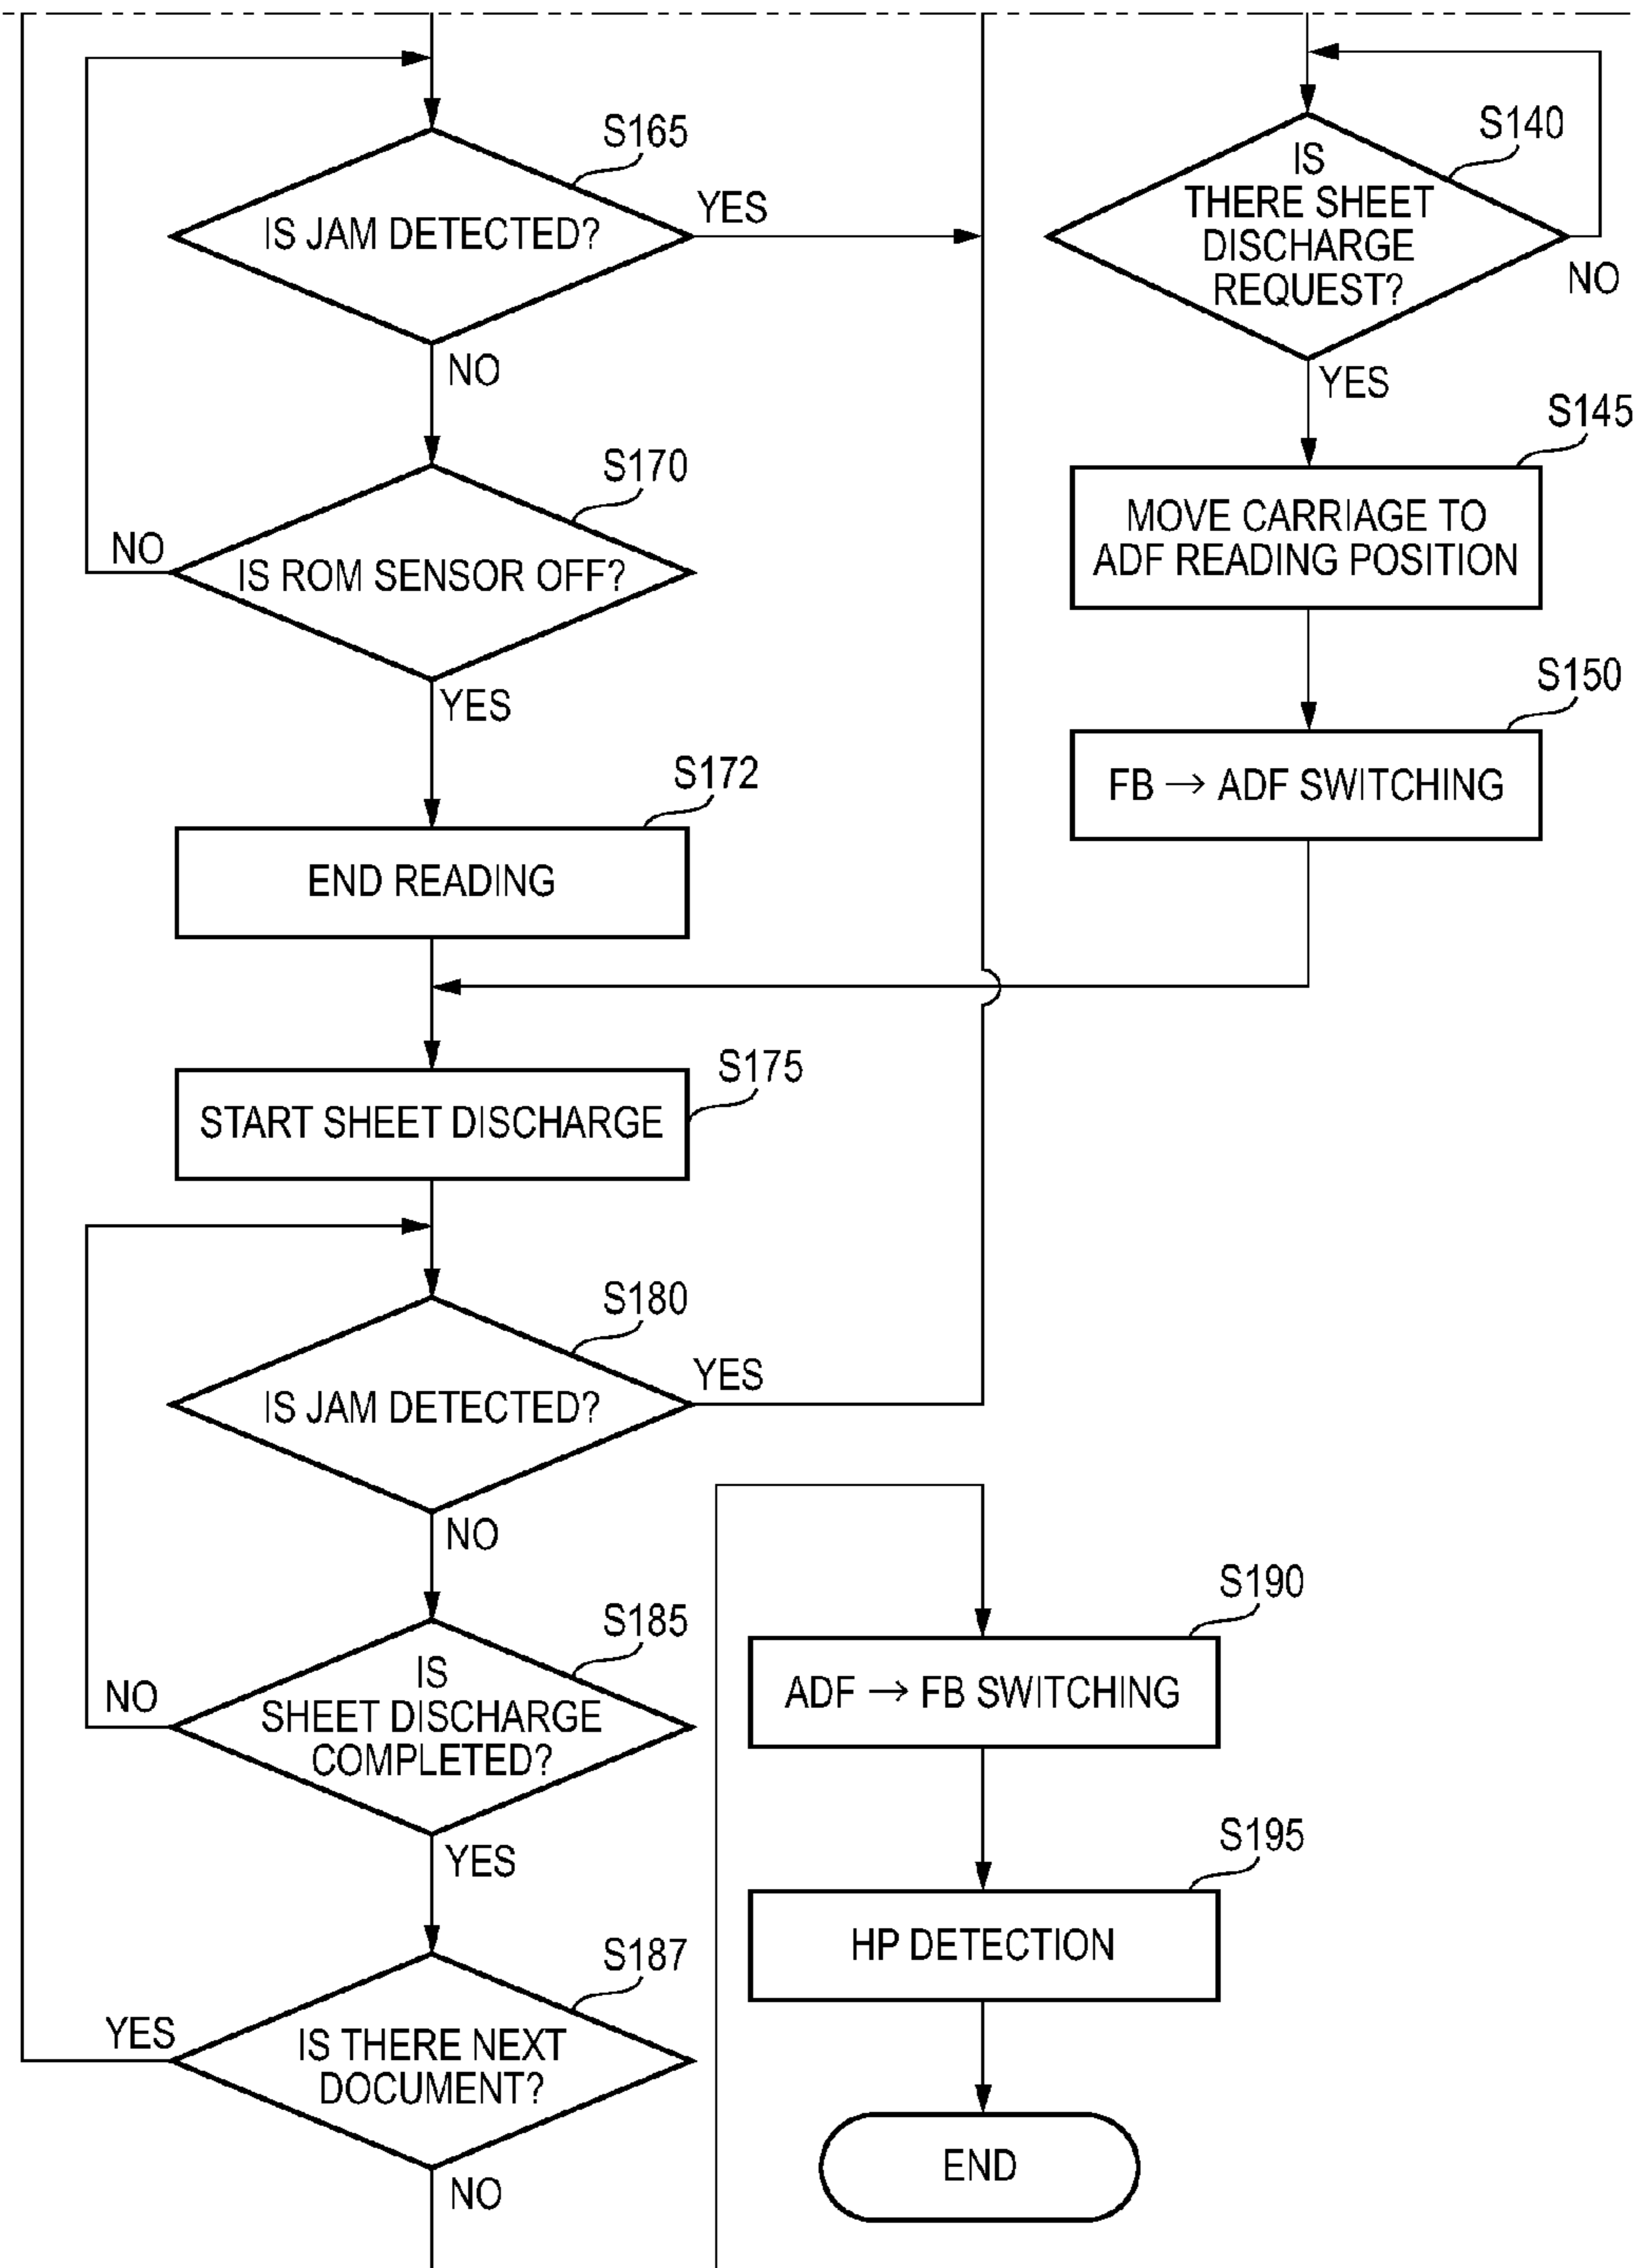 S165
IS JAM DETECTED?
YES
NO
S170
IS ROM SENSOR OFF?
NO
YES
S172
END READING
S175
START SHEET DISCHARGE
S180
IS JAM DETECTED?
YES
NO
S185
IS
SHEET DISCHARGE
COMPLETED?
NO
YES
S187
IS THERE NEXT
DOCUMENT?
YES
NO
S140
IS
THERE SHEET
DISCHARGE
REQUEST?
NO
YES
S145
MOVE CARRIAGE TO
ADF READING POSITION
S150
FB → ADF SWITCHING
S190
ADF → FB SWITCHING
S195
HP DETECTION
END